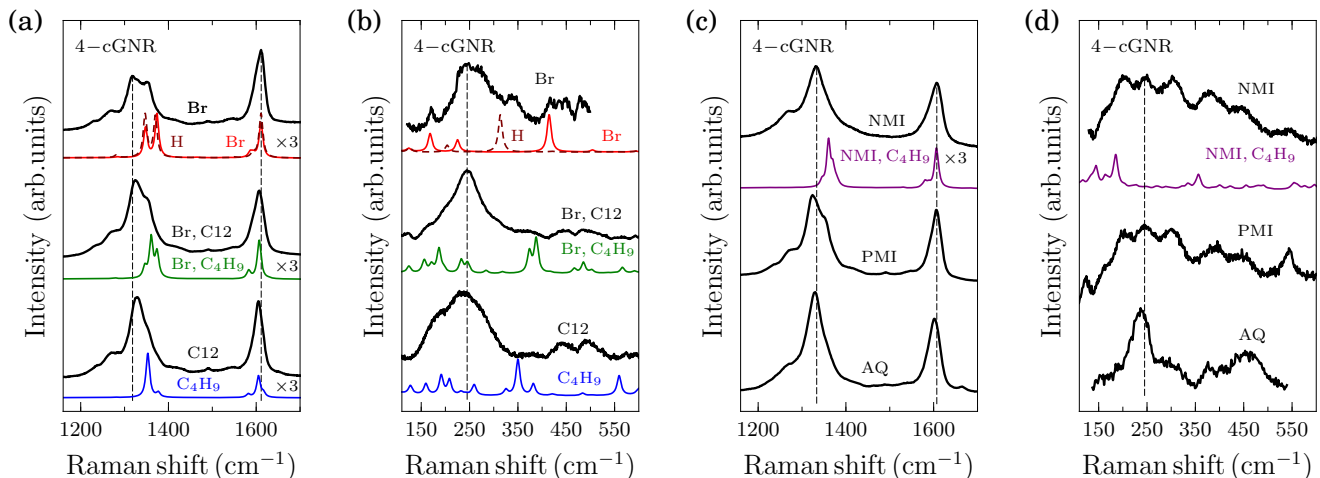 (a)
4−cGNR
Br
H
Br
×3
Br, C12
Br, C₄H₉
×3
C12
C₄H₉
×3
1200 1400 1600
Raman shift (cm⁻¹)
Intensity (arb. units)
(b)
4−cGNR
Br
H
Br
Br, C12
Br, C₄H₉
C12
C₄H₉
150 250 350 450 550
Raman shift (cm⁻¹)
Intensity (arb. units)
(c)
4−cGNR
NMI
NMI, C₄H₉
×3
PMI
AQ
1200 1400 1600
Raman shift (cm⁻¹)
Intensity (arb. units)
(d)
4−cGNR
NMI
NMI, C₄H₉
PMI
AQ
150 250 350 450 550
Raman shift (cm⁻¹)
Intensity (arb. units)